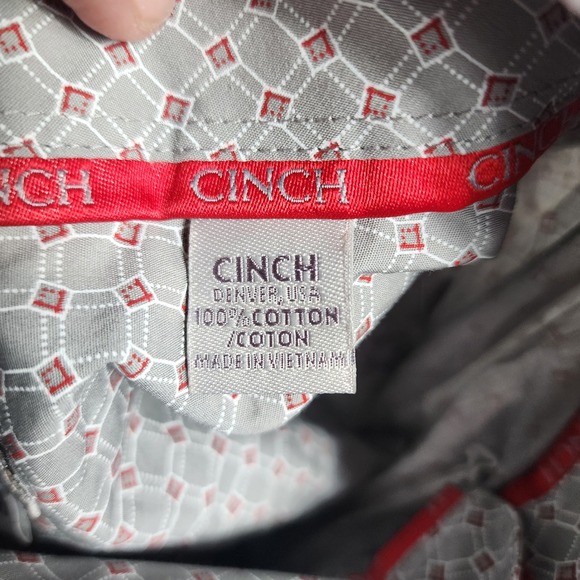 CINCH CINCH CINCH
CINCH
DENVER, USA
100% COTTON
/COTON
MADE IN VIETNAM